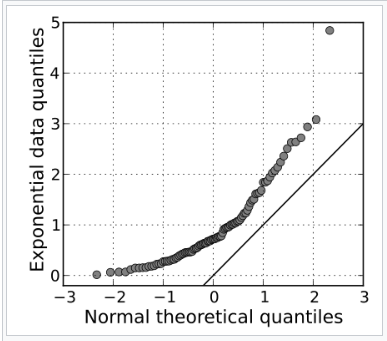 Exponential data quantiles
5
4
3
2
1
0
−3 −2 −1 0 1 2 3
Normal theoretical quantiles